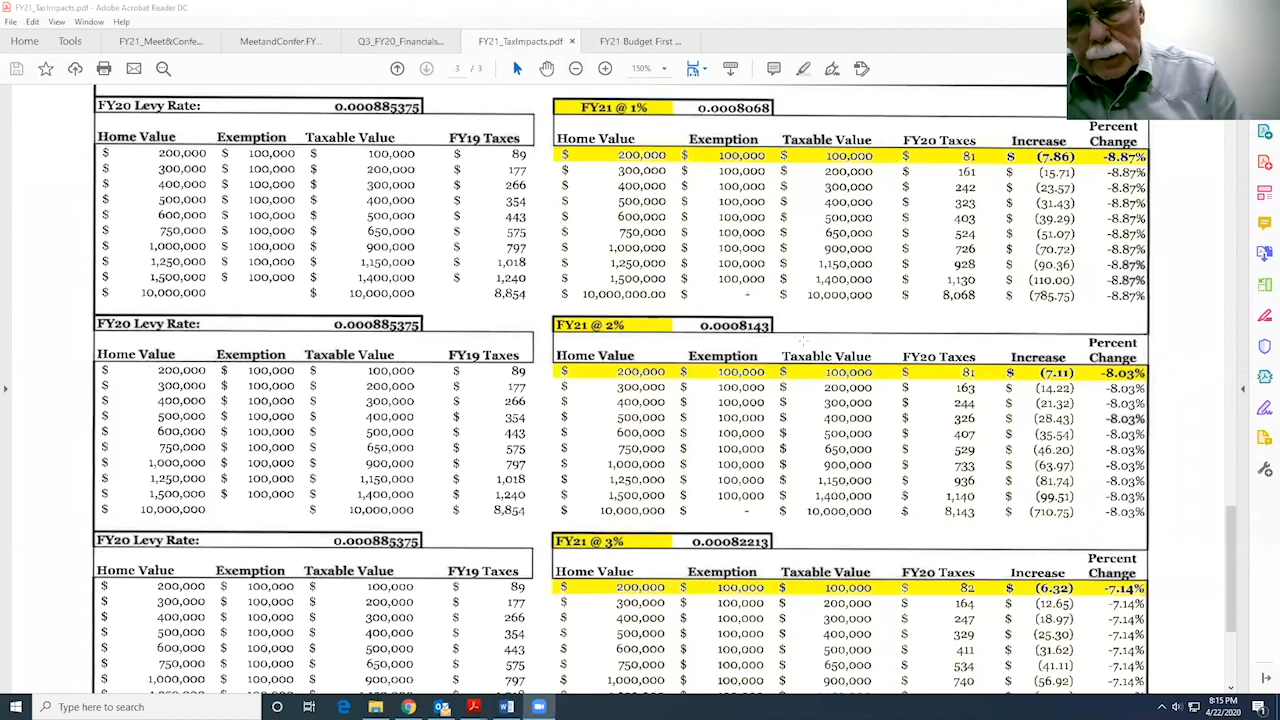 FY21_TaxImpacts.pdf - Adobe Acrobat Reader DC
File Edit View Window Help
Home Tools FY21_Meet&Confe... MeetandConfer.FY... Q3_FY20_Financials... FY21_TaxImpacts.pdf × FY21 Budget First ...
3 / 3 150%
FY20 Levy Rate: 0.000885375 FY21 @ 1% 0.0008068
Home Value Exemption Taxable Value FY19 Taxes Home Value Exemption Taxable Value FY20 Taxes Increase Percent Change
$ 200,000 $ 100,000 $ 100,000 $ 89 $ 200,000 $ 100,000 $ 100,000 $ 81 $ (7.86) -8.87%
$ 300,000 $ 100,000 $ 200,000 $ 177 $ 300,000 $ 100,000 $ 200,000 $ 161 $ (15.71) -8.87%
$ 400,000 $ 100,000 $ 300,000 $ 266 $ 400,000 $ 100,000 $ 300,000 $ 242 $ (23.57) -8.87%
$ 500,000 $ 100,000 $ 400,000 $ 354 $ 500,000 $ 100,000 $ 400,000 $ 323 $ (31.43) -8.87%
$ 600,000 $ 100,000 $ 500,000 $ 443 $ 600,000 $ 100,000 $ 500,000 $ 403 $ (39.29) -8.87%
$ 750,000 $ 100,000 $ 650,000 $ 575 $ 750,000 $ 100,000 $ 650,000 $ 524 $ (51.07) -8.87%
$ 1,000,000 $ 100,000 $ 900,000 $ 797 $ 1,000,000 $ 100,000 $ 900,000 $ 726 $ (70.72) -8.87%
$ 1,250,000 $ 100,000 $ 1,150,000 $ 1,018 $ 1,250,000 $ 100,000 $ 1,150,000 $ 928 $ (90.36) -8.87%
$ 1,500,000 $ 100,000 $ 1,400,000 $ 1,240 $ 1,500,000 $ 100,000 $ 1,400,000 $ 1,130 $ (110.00) -8.87%
$ 10,000,000 $ 10,000,000 8,854 $ 10,000,000.00 $ - $ 10,000,000 $ 8,068 $ (785.75) -8.87%
FY20 Levy Rate: 0.000885375 FY21 @ 2% 0.0008143
Home Value Exemption Taxable Value FY19 Taxes Home Value Exemption Taxable Value FY20 Taxes Increase Percent Change
$ 200,000 $ 100,000 $ 100,000 $ 89 $ 200,000 $ 100,000 $ 100,000 $ 81 $ (7.11) -8.03%
$ 300,000 $ 100,000 $ 200,000 $ 177 $ 300,000 $ 100,000 $ 200,000 $ 163 $ (14.22) -8.03%
$ 400,000 $ 100,000 $ 300,000 $ 266 $ 400,000 $ 100,000 $ 300,000 $ 244 $ (21.32) -8.03%
$ 500,000 $ 100,000 $ 400,000 $ 354 $ 500,000 $ 100,000 $ 400,000 $ 326 $ (28.43) -8.03%
$ 600,000 $ 100,000 $ 500,000 $ 443 $ 600,000 $ 100,000 $ 500,000 $ 407 $ (35.54) -8.03%
$ 750,000 $ 100,000 $ 650,000 $ 575 $ 750,000 $ 100,000 $ 650,000 $ 529 $ (46.20) -8.03%
$ 1,000,000 $ 100,000 $ 900,000 $ 797 $ 1,000,000 $ 100,000 $ 900,000 $ 733 $ (63.97) -8.03%
$ 1,250,000 $ 100,000 $ 1,150,000 $ 1,018 $ 1,250,000 $ 100,000 $ 1,150,000 $ 936 $ (81.74) -8.03%
$ 1,500,000 $ 100,000 $ 1,400,000 $ 1,240 $ 1,500,000 $ 100,000 $ 1,400,000 $ 1,140 $ (99.51) -8.03%
$ 10,000,000 $ 10,000,000 $ 8,854 $ 10,000,000 $ - $ 10,000,000 $ 8,143 $ (710.75) -8.03%
FY20 Levy Rate: 0.000885375 FY21 @ 3% 0.00082213
Home Value Exemption Taxable Value FY19 Taxes Home Value Exemption Taxable Value FY20 Taxes Increase Percent Change
$ 200,000 $ 100,000 $ 100,000 $ 89 $ 200,000 $ 100,000 $ 100,000 $ 82 $ (6.32) -7.14%
$ 300,000 $ 100,000 $ 200,000 $ 177 $ 300,000 $ 100,000 $ 200,000 $ 164 $ (12.65) -7.14%
$ 400,000 $ 100,000 $ 300,000 $ 266 $ 400,000 $ 100,000 $ 300,000 $ 247 $ (18.97) -7.14%
$ 500,000 $ 100,000 $ 400,000 $ 354 $ 500,000 $ 100,000 $ 400,000 $ 329 $ (25.30) -7.14%
$ 600,000 $ 100,000 $ 500,000 $ 443 $ 600,000 $ 100,000 $ 500,000 $ 411 $ (31.62) -7.14%
$ 750,000 $ 100,000 $ 650,000 $ 575 $ 750,000 $ 100,000 $ 650,000 $ 534 $ (41.11) -7.14%
$ 1,000,000 $ 100,000 $ 900,000 $ 797 $ 1,000,000 $ 100,000 $ 900,000 $ 740 $ (56.92) -7.14%
Type here to search
8:15 PM
4/22/2020